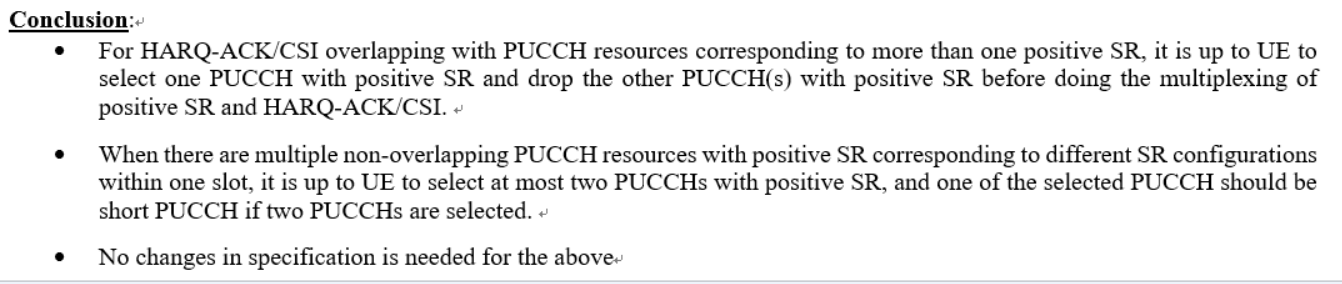 Conclusion:
• For HARQ-ACK/CSI overlapping with PUCCH resources corresponding to more than one positive SR, it is up to UE to
select one PUCCH with positive SR and drop the other PUCCH(s) with positive SR before doing the multiplexing of
positive SR and HARQ-ACK/CSI.
• When there are multiple non-overlapping PUCCH resources with positive SR corresponding to different SR configurations
within one slot, it is up to UE to select at most two PUCCHs with positive SR, and one of the selected PUCCH should be
short PUCCH if two PUCCHs are selected.
• No changes in specification is needed for the above